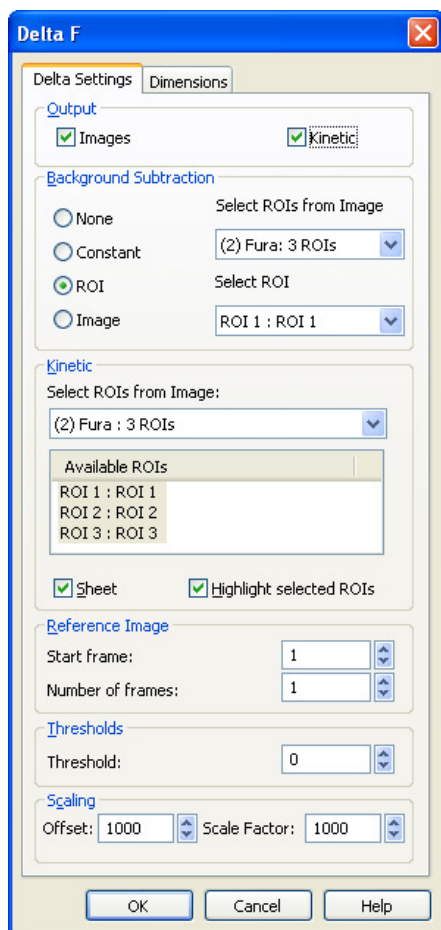 Delta F
Delta Settings Dimensions
Output
Images Kinetic
Background Subtraction
None
Constant
ROI
Image
Select ROIs from Image
(2) Fura: 3 ROIs
Select ROI
ROI 1 : ROI 1
Kinetic
Select ROIs from Image:
(2) Fura : 3 ROIs
Available ROIs
ROI 1 : ROI 1
ROI 2 : ROI 2
ROI 3 : ROI 3
Sheet Highlight selected ROIs
Reference Image
Start frame: 1
Number of frames: 1
Thresholds
Threshold: 0
Scaling
Offset: 1000 Scale Factor: 1000
OK Cancel Help